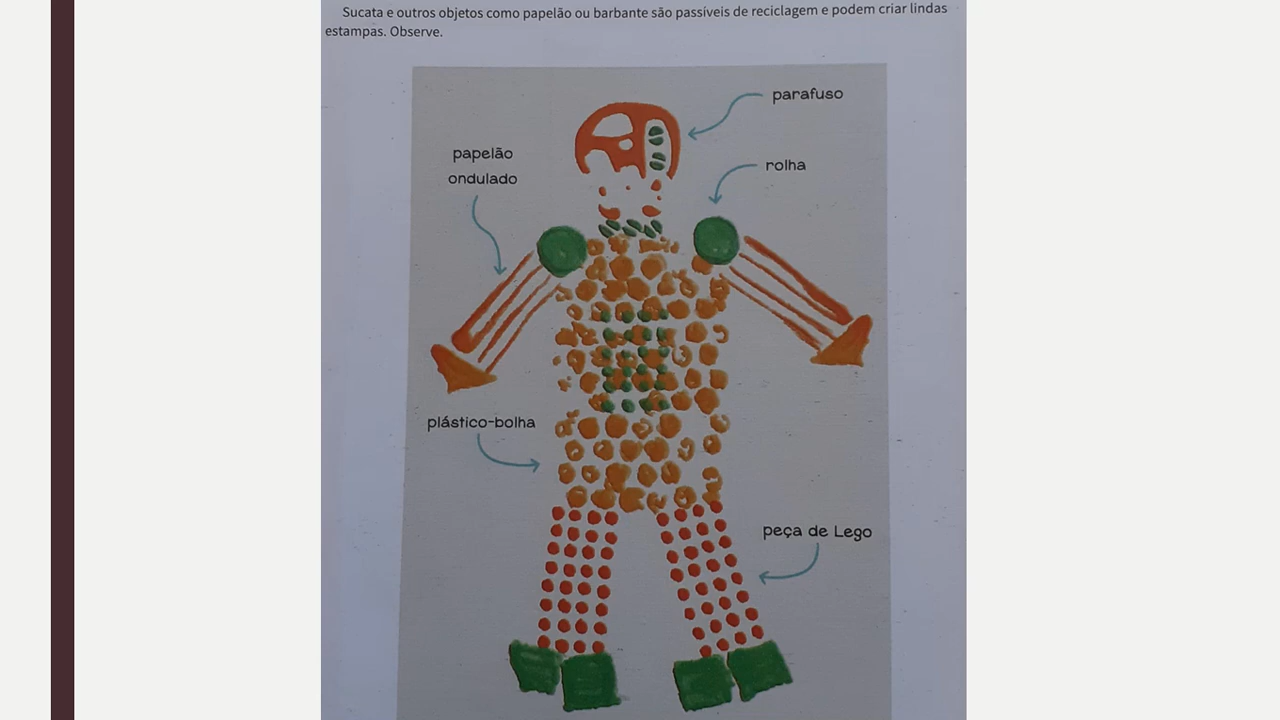 Sucata e outros objetos como papelão ou barbante são passíveis de reciclagem e podem criar lindas
estampas. Observe.
parafuso
papelão
ondulado
rolha
plástico-bolha
peça de Lego